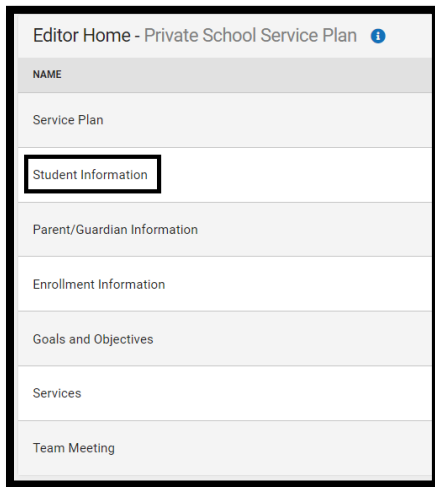 Editor Home - Private School Service Plan
NAME
Service Plan
Student Information
Parent/Guardian Information
Enrollment Information
Goals and Objectives
Services
Team Meeting